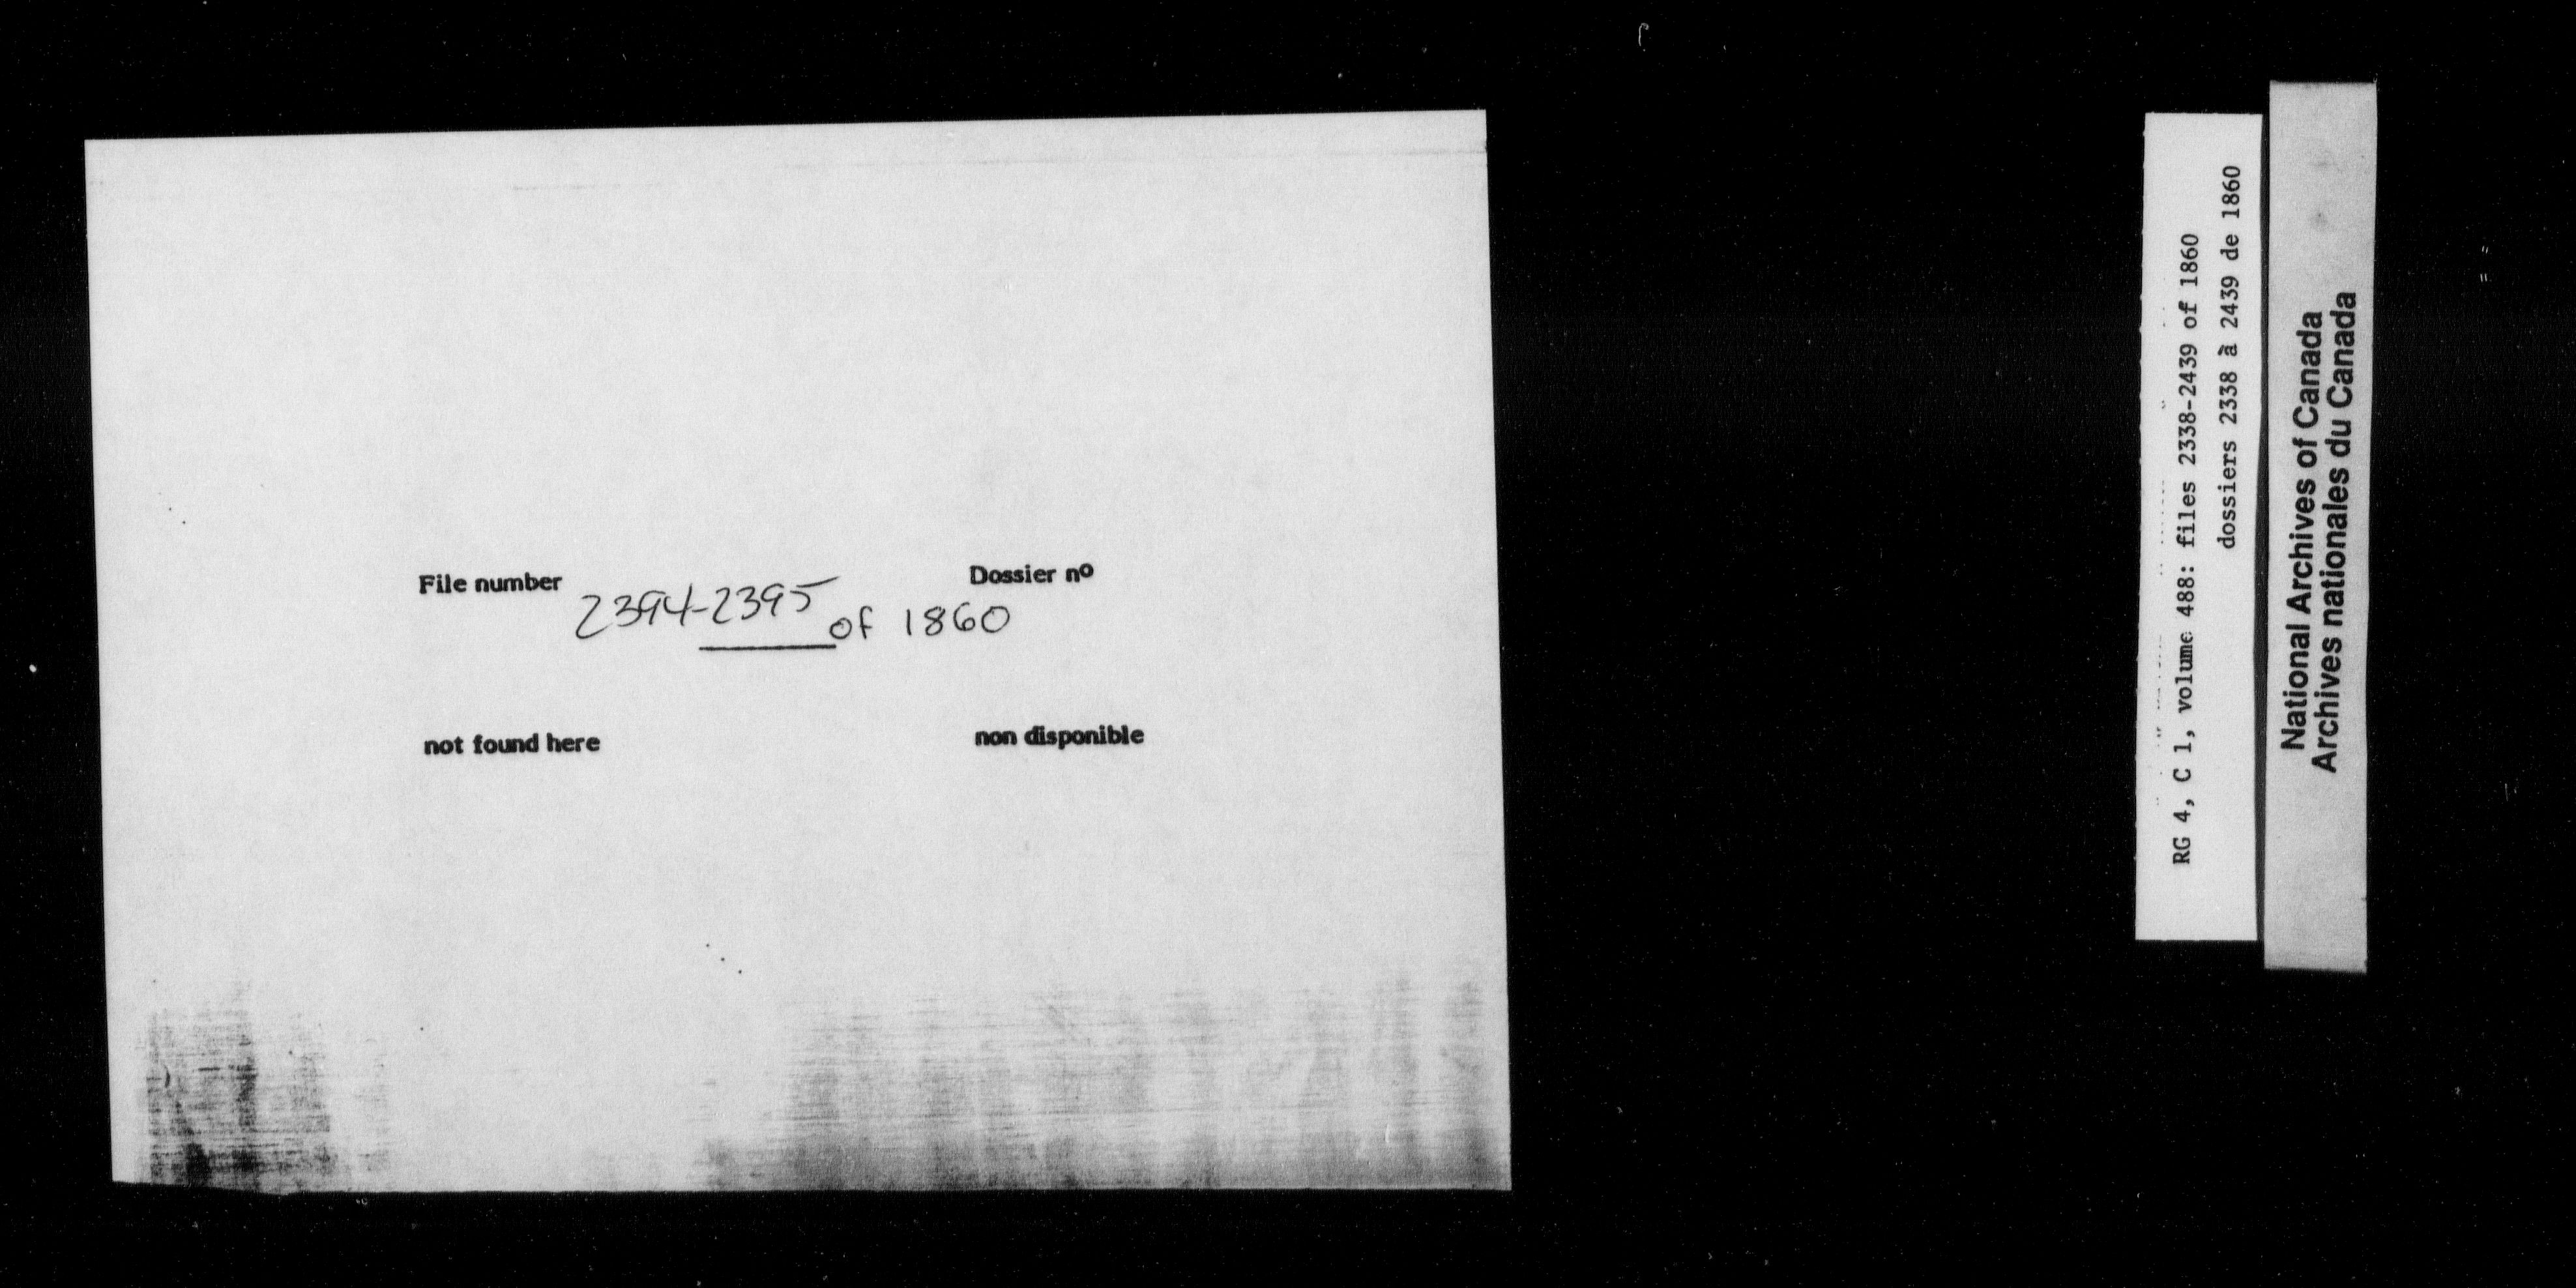 File number
Dossier nº
2394-2395 of 1860
not found here
non disponible
RG 4, C 1, volume 488: files 2338-2439 of 1860
dossiers 2338 à 2439 de 1860
National Archives of Canada
Archives nationales du Canada